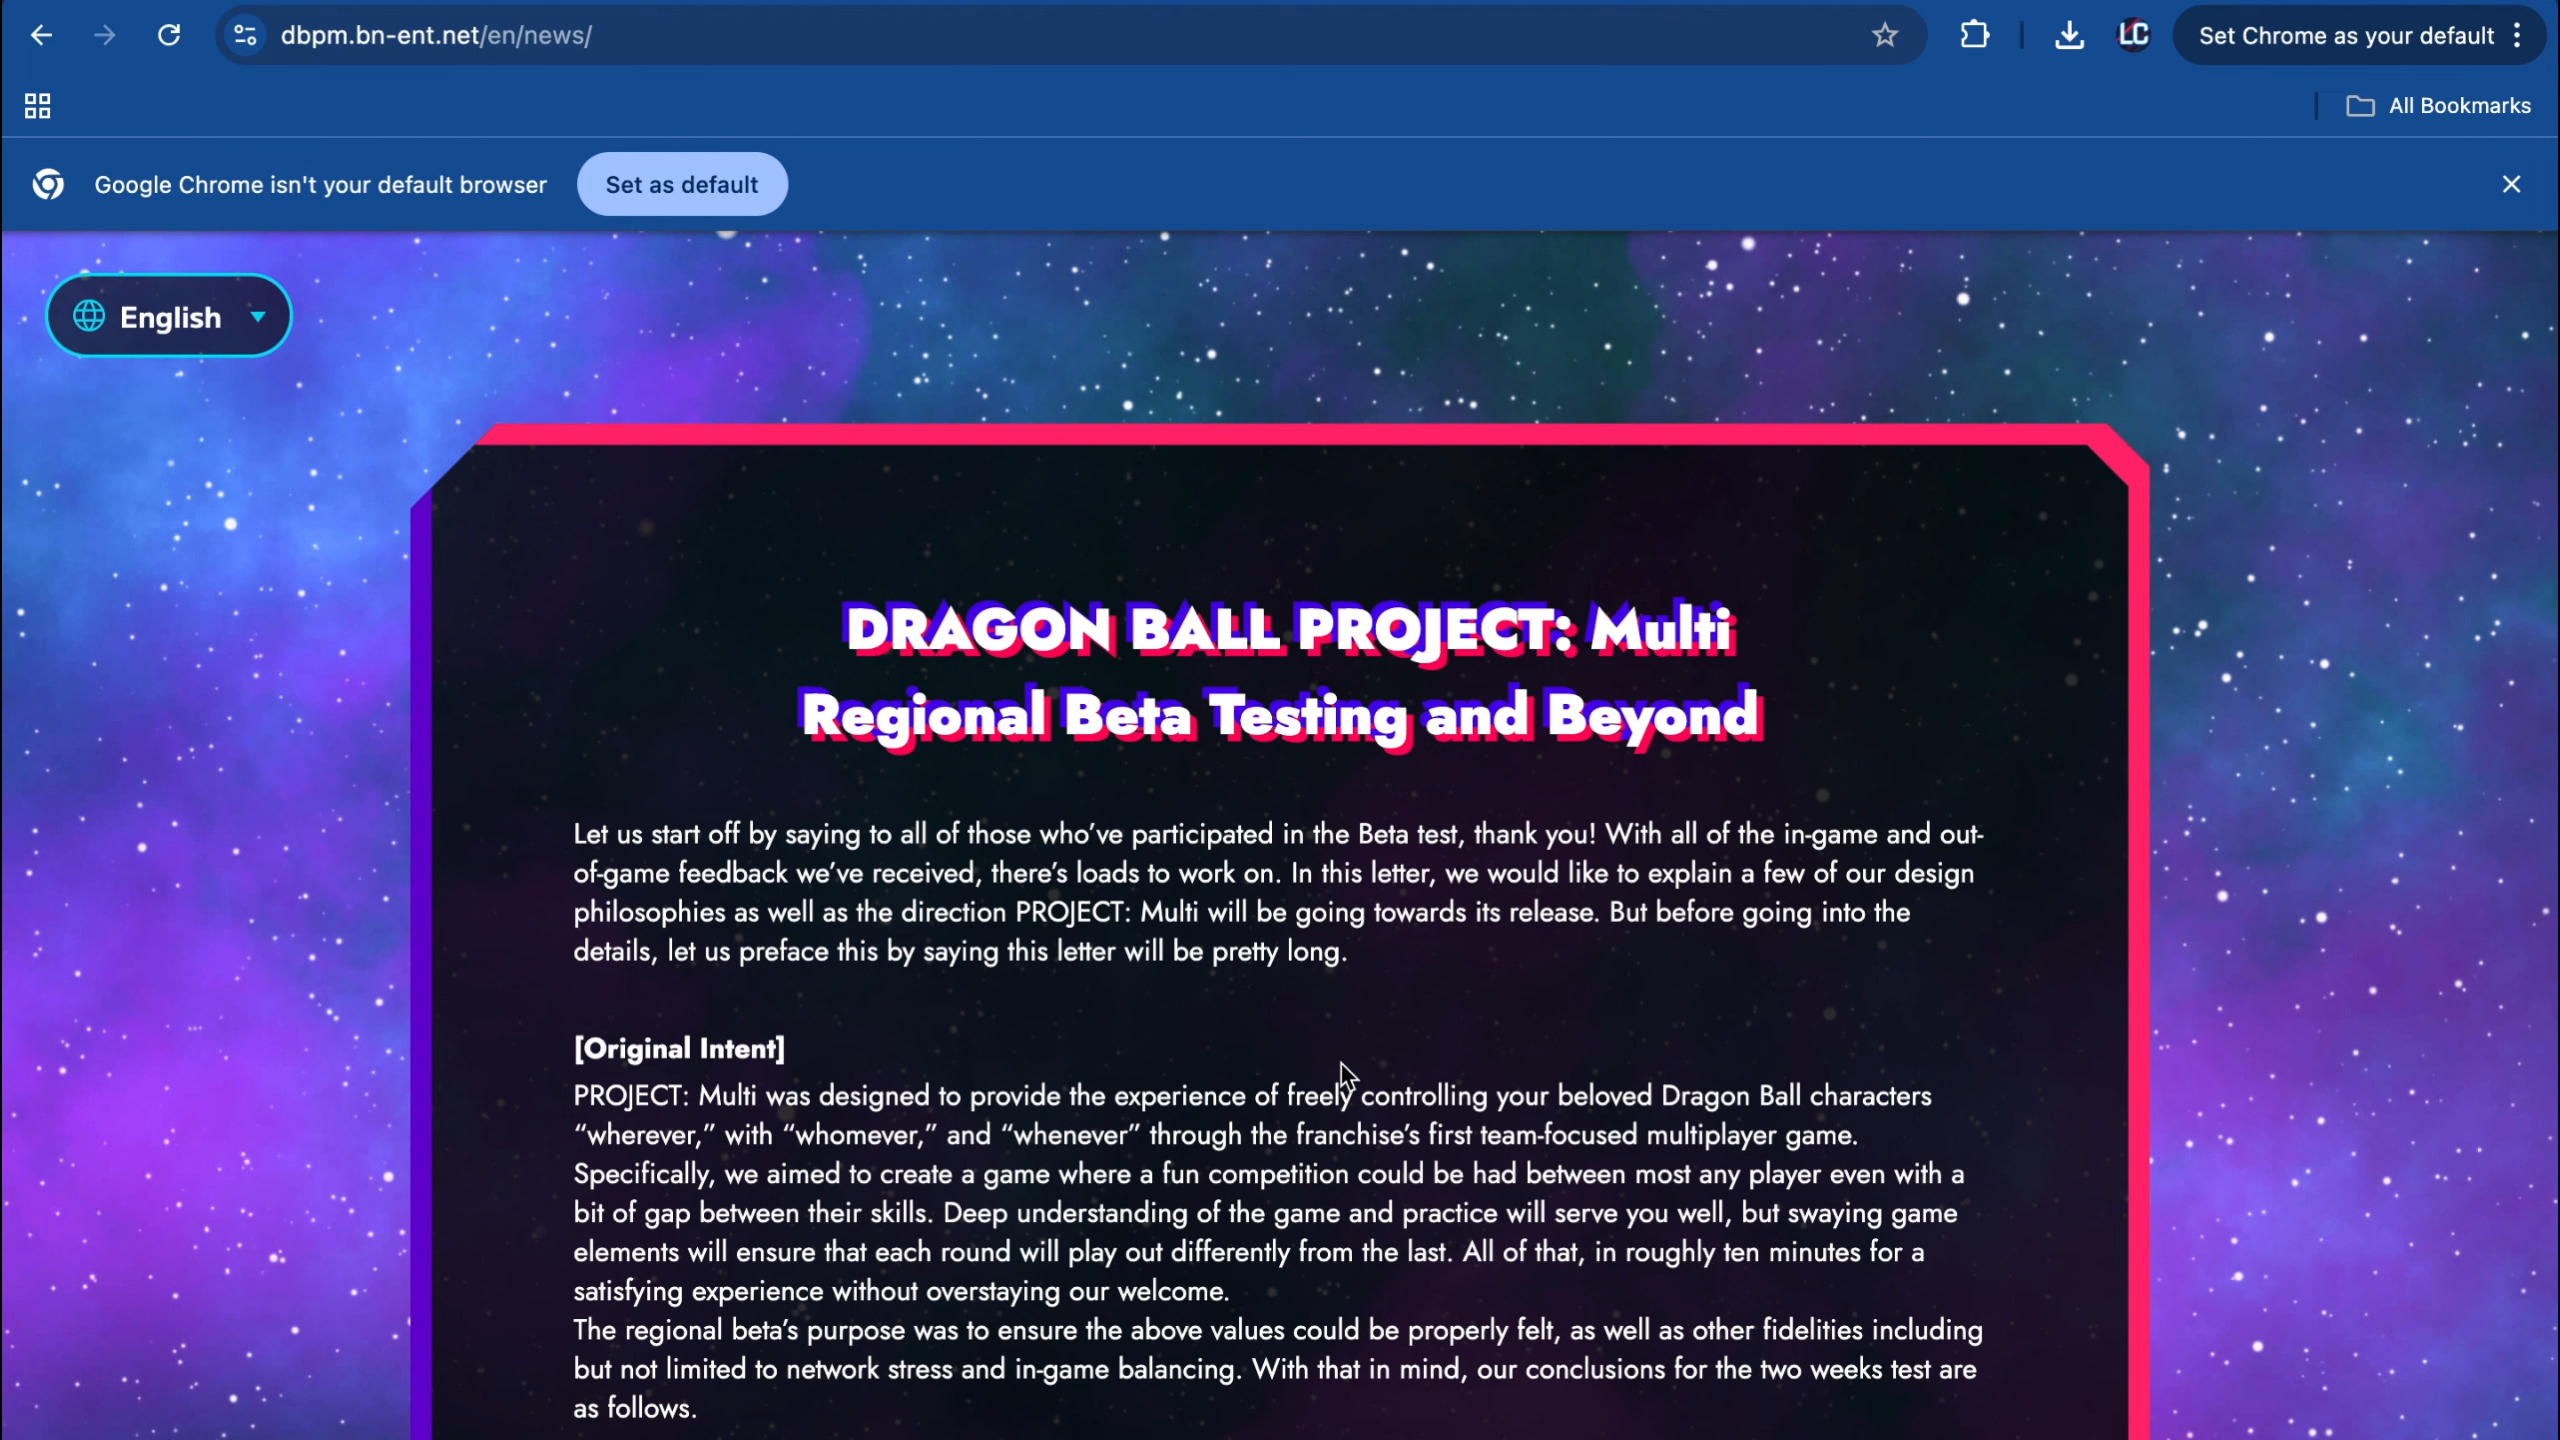 dbpm.bn-ent.net/en/news/
LC
Set Chrome as your default
All Bookmarks
Google Chrome isn't your default browser
Set as default
English
DRAGON BALL PROJECT: Multi
Regional Beta Testing and Beyond
Let us start off by saying to all of those who’ve participated in the Beta test, thank you! With all of the in-game and out-
of-game feedback we’ve received, there’s loads to work on. In this letter, we would like to explain a few of our design
philosophies as well as the direction PROJECT: Multi will be going towards its release. But before going into the
details, let us preface this by saying this letter will be pretty long.
[Original Intent]
PROJECT: Multi was designed to provide the experience of freely controlling your beloved Dragon Ball characters
“wherever,” with “whomever,” and “whenever” through the franchise’s first team-focused multiplayer game.
Specifically, we aimed to create a game where a fun competition could be had between most any player even with a
bit of gap between their skills. Deep understanding of the game and practice will serve you well, but swaying game
elements will ensure that each round will play out differently from the last. All of that, in roughly ten minutes for a
satisfying experience without overstaying our welcome.
The regional beta’s purpose was to ensure the above values could be properly felt, as well as other fidelities including
but not limited to network stress and in-game balancing. With that in mind, our conclusions for the two weeks test are
as follows.